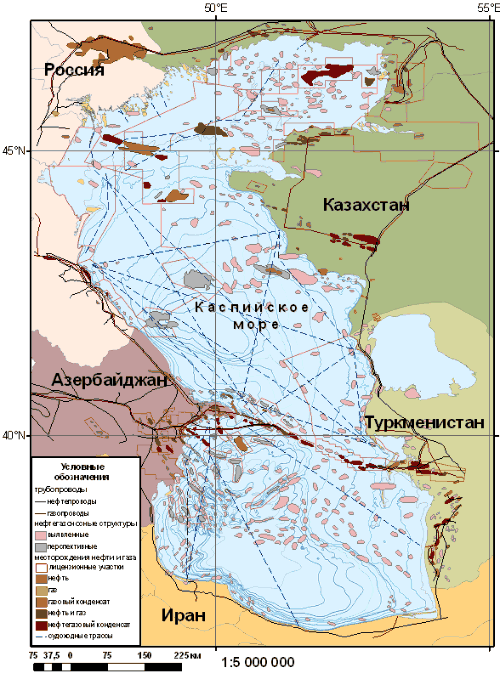 50°E
55°E
Россия
45°N
45°N
Казахстан
Каспийское
море
Азербайджан
Туркменистан
40°N
40°N
Условные
обозначения
трубопроводы
нефтепроводы
газопроводы
нефтегазоносные структуры
выявленные
перспективные
месторождения нефти и газа
лицензионные участки
нефть
газ
газовый конденсат
нефть и газ
нефтегазовый конденсат
судоходные трассы
Иран
75 37,5 0 75 150 225 км
1:5 000 000